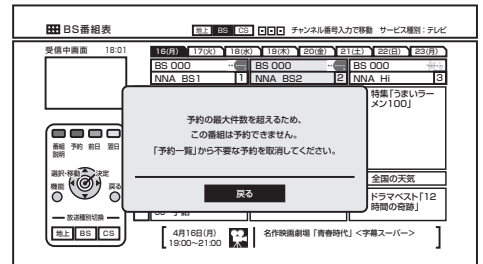 BS番組表
地上 BS CS チャンネル番号入力で移動 サービス種別：テレビ
受信中画面 18:01
16(月) 17(火) 18(水) 19(木) 20(金) 21(土) 22(日) 23(月)
BS 000 BS 000 BS 000
NNA BS1 1 NNA BS2 2 NNA Hi 3
特集「うまいラー
メン100」
予約の最大件数を超えるため、
この番組は予約できません。
「予約一覧」から不要な予約を取消してください。
戻る
番組説明 予約 前日 翌日
選択・移動 決定
機能 戻る
放送種別切換
地上 BS CS
全国の天気
ドラマベスト「12
時間の奇跡」
4月16日(月)
19:00~21:00
名作映画劇場「青春時代」＜字幕スーパー＞